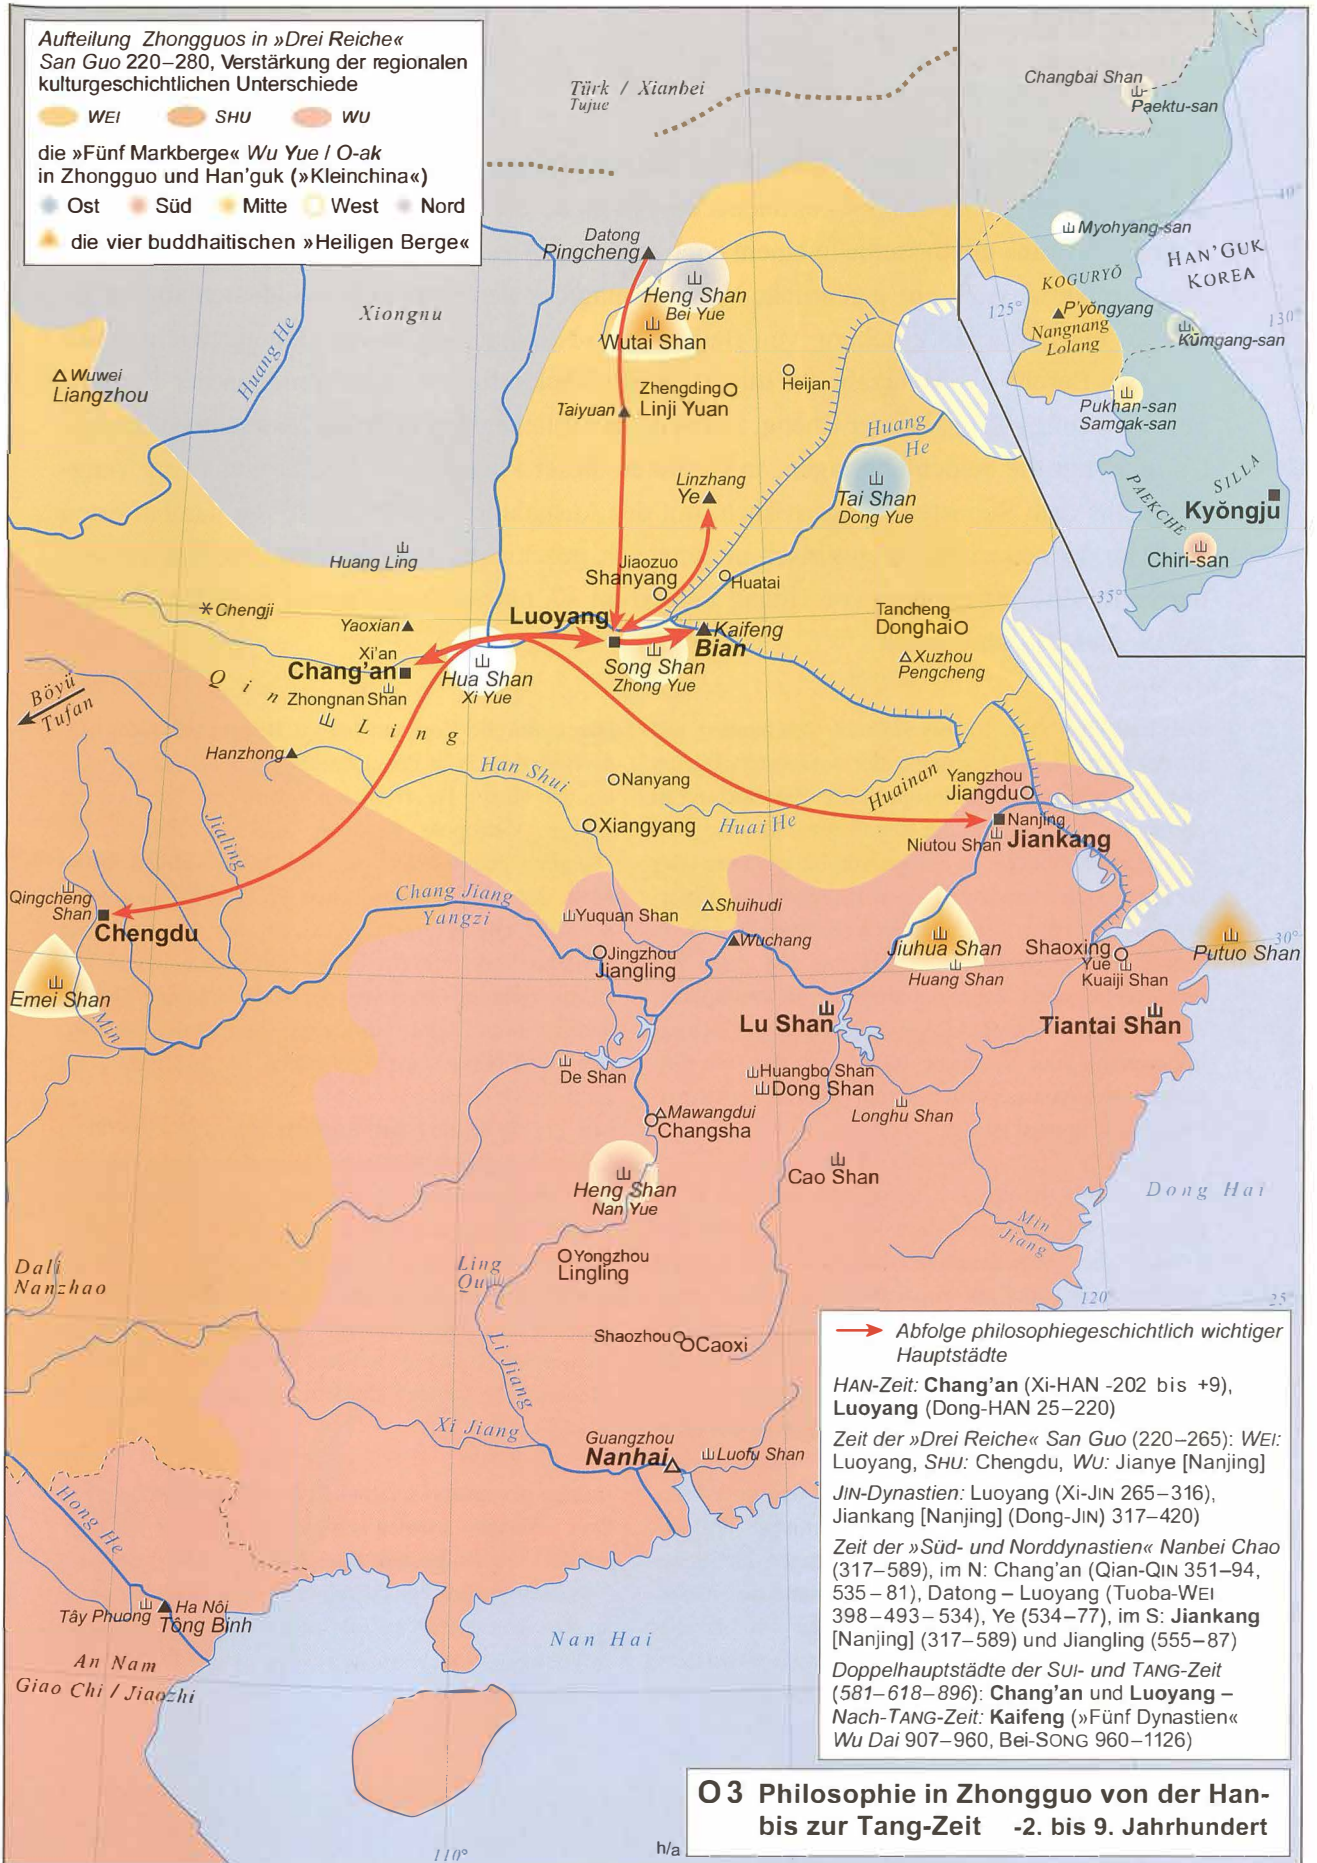 Aufteilung Zhongguos in »Drei Reiche«
San Guo 220–280, Verstärkung der regionalen
kulturgeschichtlichen Unterschiede
WEI SHU WU
die »Fünf Markberge« Wu Yue / O-ak
in Zhongguo und Han'guk (»Kleinchina«)
Ost Süd Mitte West Nord
die vier buddhaitischen »Heiligen Berge«
Türk / Xianbei
Tujue
Changbai Shan
Paektu-san
40°
Myohyang-san
HAN'GUK
KOREA
KOGURYŎ
125°
P'yŏngyang
Nangnang
Lolang
130°
Kŭmgang-san
Pukhan-san
Samgak-san
SILLA
PAEKCHE
Kyŏngju
Chiri-san
35°
Datong
Pingcheng
Heng Shan
Bei Yue
Wutai Shan
Xiongnu
Huang He
Wuwei
Liangzhou
Zhengding
Linji Yuan
Heijan
Taiyuan
Huang
He
Linzhang
Ye
Tai Shan
Dong Yue
Huang Ling
Jiaozuo
Shanyang
Huatai
Chengji
Yaoxian
Luoyang
Kaifeng
Bian
Tancheng
Donghai
Xi'an
Chang'an
Hua Shan
Xi Yue
Song Shan
Zhong Yue
Xuzhou
Pengcheng
Zhongnan Shan
Qin Ling
Böyü
Tufan
Hanzhong
Han Shui
Nanyang
Huainan
Yangzhou
Jiangdu
Jialing
Xiangyang
Huai He
Nanjing
Niutou Shan
Jiankang
Qingcheng
Shan
Chengdu
Chang Jiang
Yangzi
Yuquan Shan
Shuihudi
Wuchang
Jiuhua Shan
Huang Shan
Shaoxing
Yue
Kuaiji Shan
30°
Putuo Shan
Jingzhou
Jiangling
Emei Shan
Min
Lu Shan
Tiantai Shan
De Shan
Huangbo Shan
Dong Shan
Longhu Shan
Mawangdui
Changsha
Cao Shan
Heng Shan
Nan Yue
Dong Hai
Min
Jiang
Yongzhou
Lingling
Ling
Qu
Dali
Nanzhao
120°
25°
Shaozhou
Caoxi
Li Jiang
Xi Jiang
Guangzhou
Nanhai
Luofu Shan
Hong He
Tây Phuong
Ha Nôi
Tông Binh
An Nam
Giao Chi / Jiaozhi
Nan Hai
110°
h/a
Abfolge philosophiegeschichtlich wichtiger
Hauptstädte
HAN-Zeit: Chang'an (Xi-HAN -202 bis +9),
Luoyang (Dong-HAN 25–220)
Zeit der »Drei Reiche« San Guo (220–265): WEI:
Luoyang, SHU: Chengdu, WU: Jianye [Nanjing]
JIN-Dynastien: Luoyang (Xi-JIN 265–316),
Jiankang [Nanjing] (Dong-JIN) 317–420)
Zeit der »Süd- und Norddynastien« Nanbei Chao
(317–589), im N: Chang'an (Qian-QIN 351–94,
535–81), Datong – Luoyang (Tuoba-WEI
398–493–534), Ye (534–77), im S: Jiankang
[Nanjing] (317–589) und Jiangling (555–87)
Doppelhauptstädte der SUI- und TANG-Zeit
(581–618–896): Chang'an und Luoyang –
Nach-TANG-Zeit: Kaifeng (»Fünf Dynastien«
Wu Dai 907–960, Bei-SONG 960–1126)
O 3 Philosophie in Zhongguo von der Han-
bis zur Tang-Zeit -2. bis 9. Jahrhundert